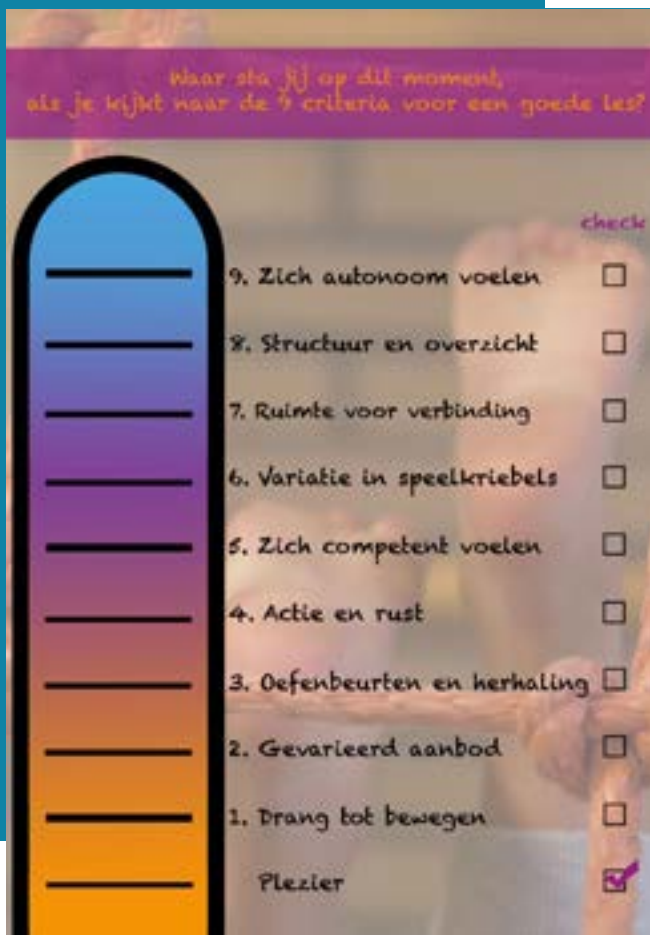 Waar sta jij op dit moment,
als je kijkt naar de 9 criteria voor een goede les?
check
9. Zich autonoom voelen
8. Structuur en overzicht
7. Ruimte voor verbinding
6. Variatie in speelkriebels
5. Zich competent voelen
4. Actie en rust
3. Oefenbeurten en herhaling
2. Gevarieerd aanbod
1. Drang tot bewegen
Plezier